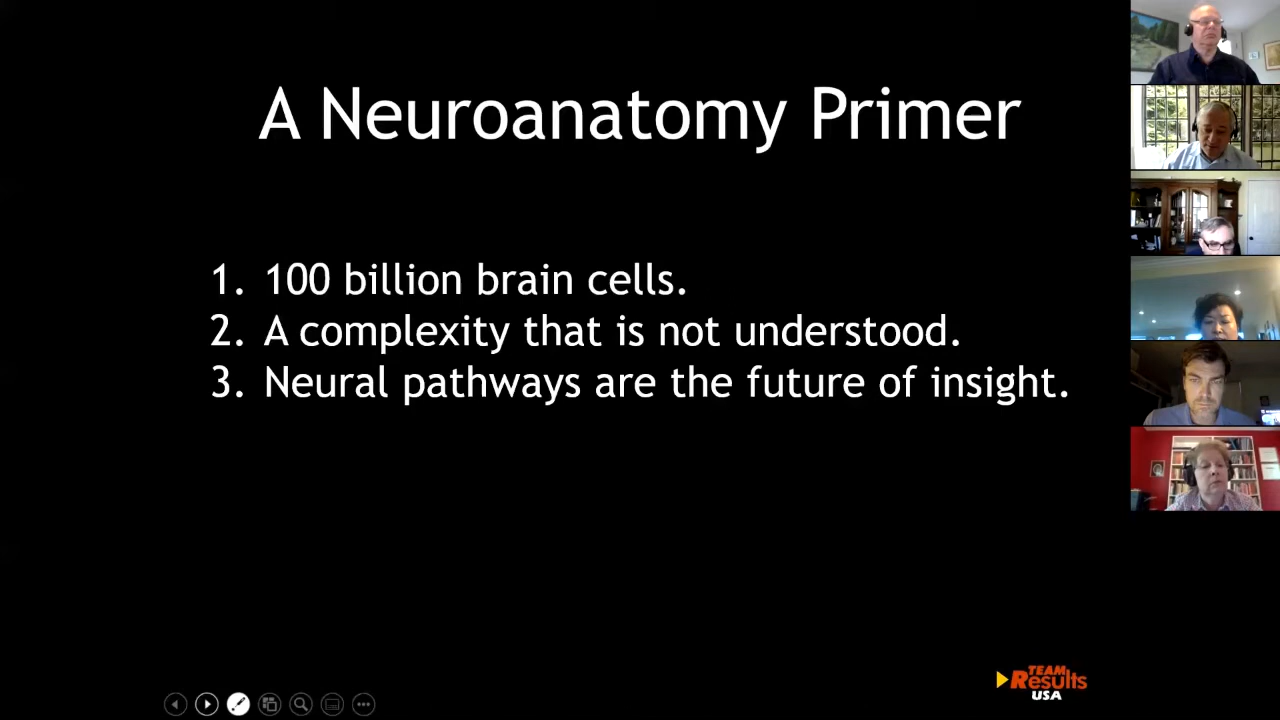 A Neuroanatomy Primer
1. 100 billion brain cells.
2. A complexity that is not understood.
3. Neural pathways are the future of insight.
TEAM
Results
USA